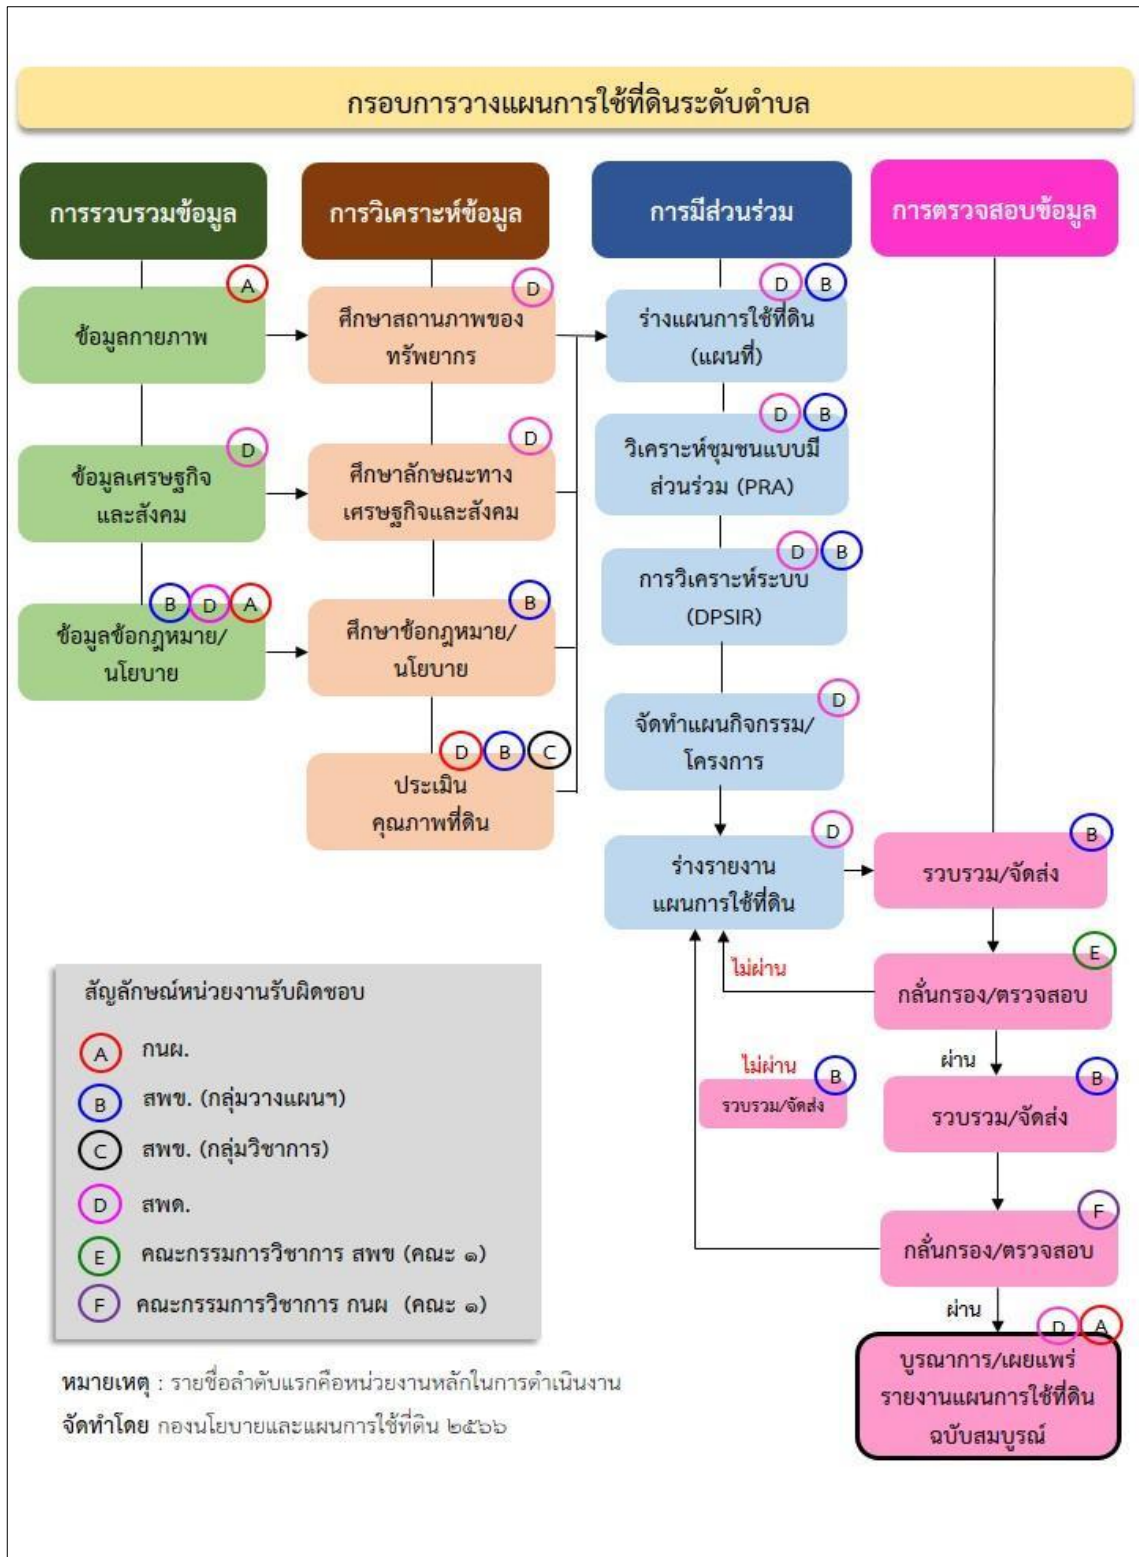 กรอบการวางแผนการใช้ที่ดินระดับตำบล
การรวบรวมข้อมูล
การวิเคราะห์ข้อมูล
การมีส่วนร่วม
การตรวจสอบข้อมูล
A
ข้อมูลกายภาพ
D
ข้อมูลเศรษฐกิจ
และสังคม
B D A
ข้อมูลข้อกฎหมาย/
นโยบาย
D
ศึกษาสถานภาพของ
ทรัพยากร
D
ศึกษาลักษณะทาง
เศรษฐกิจและสังคม
B
ศึกษาข้อกฎหมาย/
นโยบาย
D B C
ประเมิน
คุณภาพที่ดิน
D B
ร่างแผนการใช้ที่ดิน
(แผนที่)
D B
วิเคราะห์ชุมชนแบบมี
ส่วนร่วม (PRA)
D B
การวิเคราะห์ระบบ
(DPSIR)
D
จัดทำแผนกิจกรรม/
โครงการ
D
ร่างรายงาน
แผนการใช้ที่ดิน
B
รวบรวม/จัดส่ง
E
กลั่นกรอง/ตรวจสอบ
ไม่ผ่าน
ผ่าน
B
รวบรวม/จัดส่ง
ไม่ผ่าน
B
รวบรวม/จัดส่ง
F
กลั่นกรอง/ตรวจสอบ
ผ่าน
D A
บูรณาการ/เผยแพร่
รายงานแผนการใช้ที่ดิน
ฉบับสมบูรณ์
สัญลักษณ์หน่วยงานรับผิดชอบ
A กนผ.
B สพข. (กลุ่มวางแผนฯ)
C สพข. (กลุ่มวิชาการ)
D สพด.
E คณะกรรมการวิชาการ สพข (คณะ ๑)
F คณะกรรมการวิชาการ กนผ (คณะ ๑)
หมายเหตุ : รายชื่อลำดับแรกคือหน่วยงานหลักในการดำเนินงาน
จัดทำโดย กองนโยบายและแผนการใช้ที่ดิน ๒๕๖๖